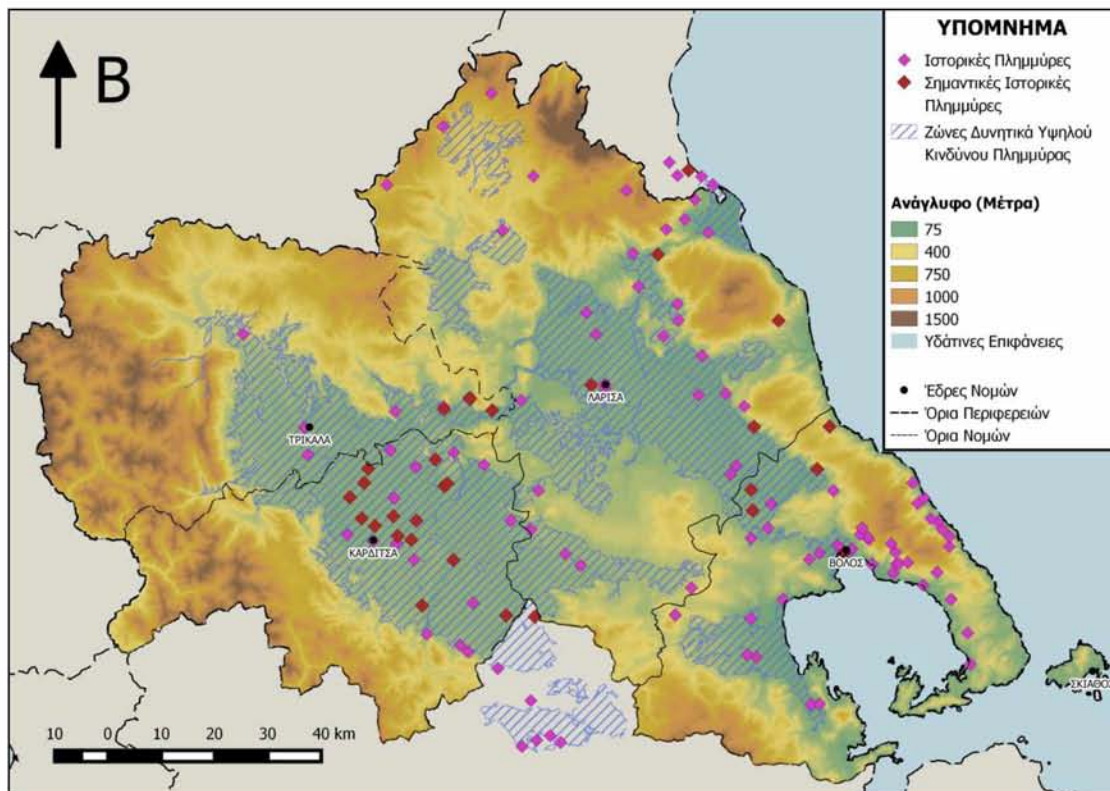 Β
ΥΠΟΜΝΗΜΑ
Ιστορικές Πλημμύρες
Σημαντικές Ιστορικές
Πλημμύρες
Ζώνες Δυνητικά Υψηλού
Κινδύνου Πλημμύρας
Ανάγλυφο (Μέτρα)
75
400
750
1000
1500
Υδάτινες Επιφάνειες
Έδρες Νομών
Όρια Περιφερειών
Όρια Νομών
ΛΑΡΙΣΑ
ΤΡΙΚΑΛΑ
ΚΑΡΔΙΤΣΑ
ΒΟΛΟΣ
ΣΚΙΑΘΟΣ
10 0 10 20 30 40 km